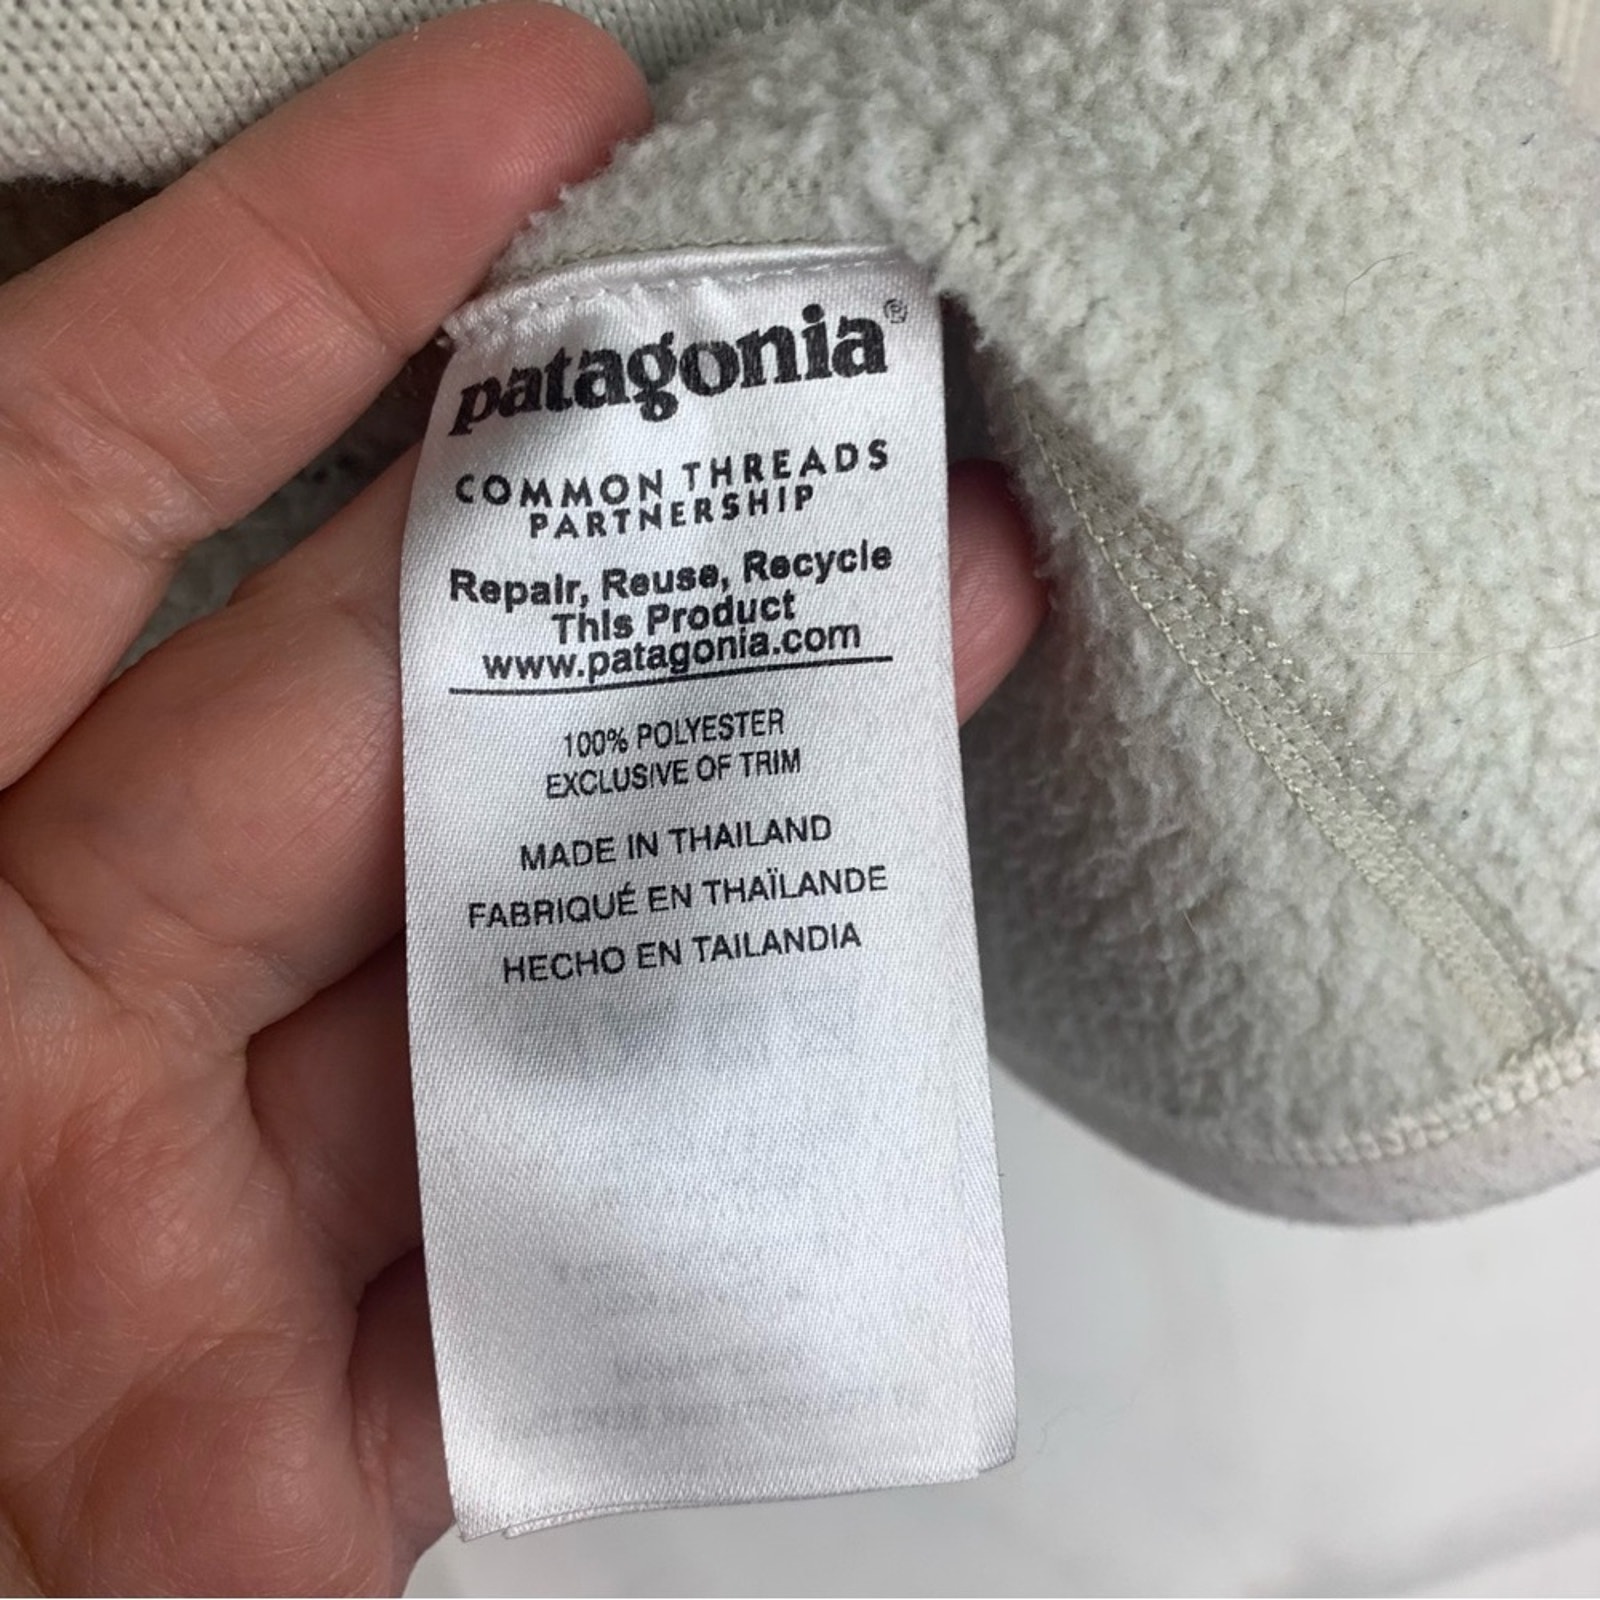 patagonia®
COMMON THREADS
PARTNERSHIP
Repair, Reuse, Recycle
This Product
www.patagonia.com
100% POLYESTER
EXCLUSIVE OF TRIM
MADE IN THAILAND
FABRIQUÉ EN THAÏLANDE
HECHO EN TAILANDIA